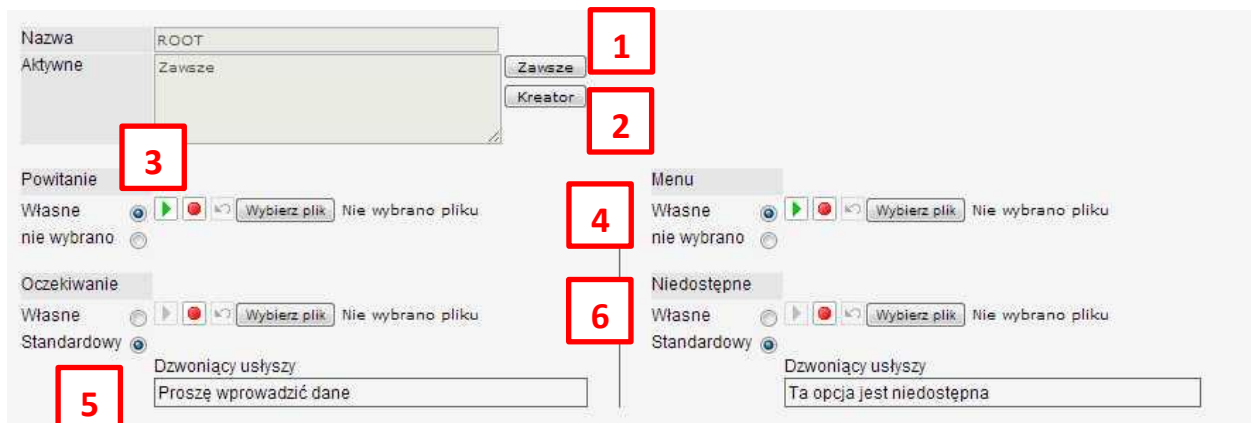 Nazwa ROOT 1
Aktywne Zawsze Zawsze
Kreator
2
3
Powitanie Menu
Własne Wybierz plik Nie wybrano pliku 4 Własne Wybierz plik Nie wybrano pliku
nie wybrano nie wybrano
Oczekiwanie Niedostępne
Własne Wybierz plik Nie wybrano pliku 6 Własne Wybierz plik Nie wybrano pliku
Standardowy Standardowy
Dzwoniący usłyszy Dzwoniący usłyszy
5 Proszę wprowadzić dane Ta opcja jest niedostępna